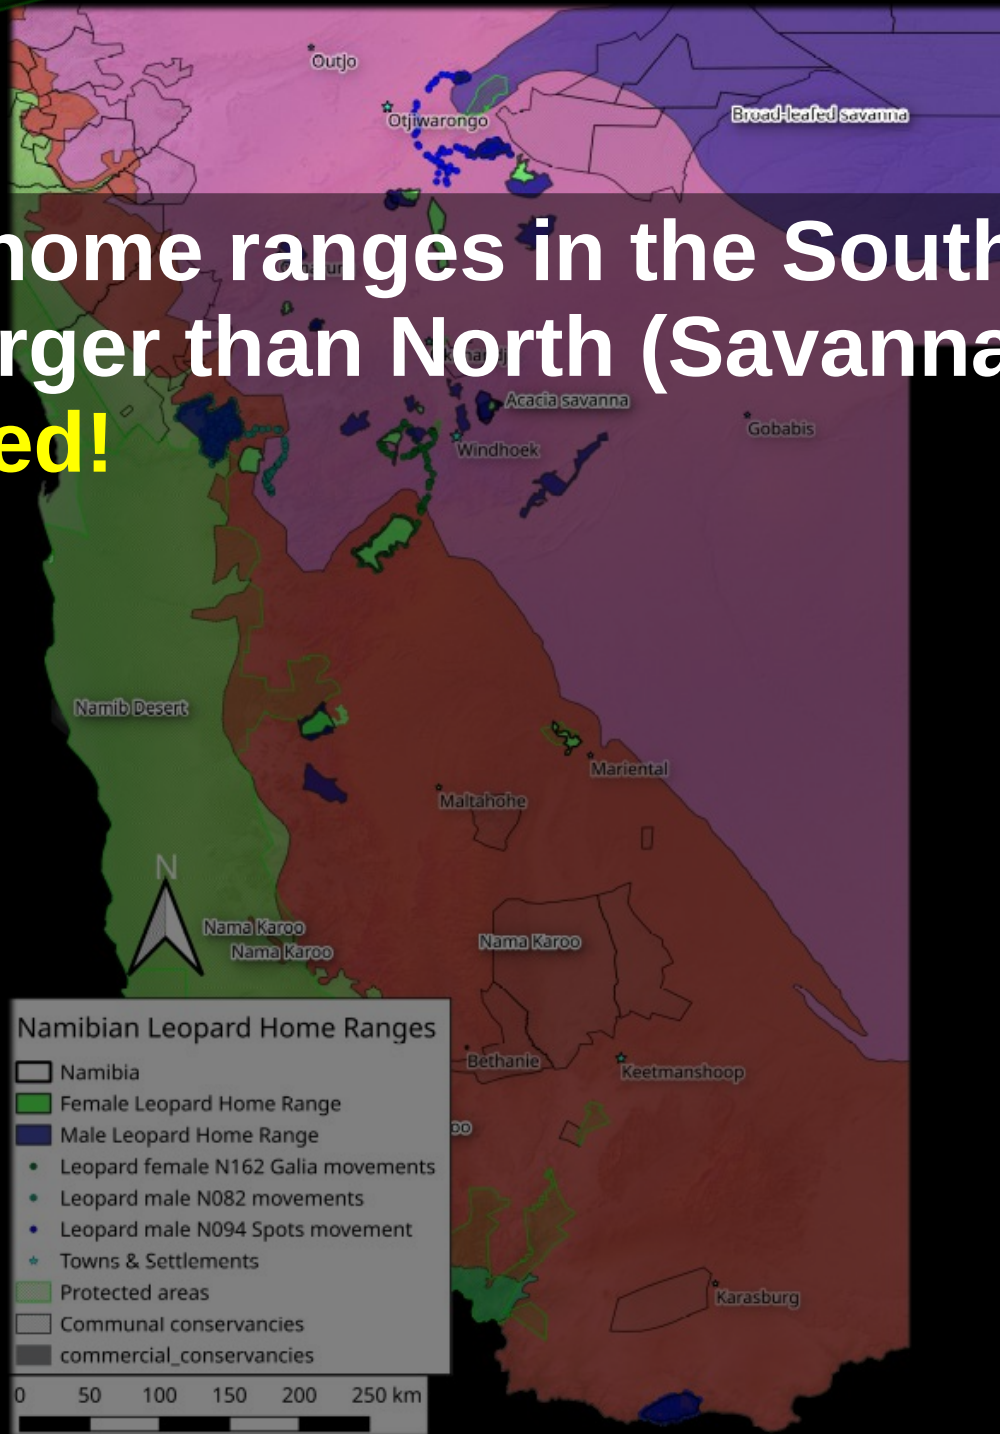 Outjo
Otjiwarongo
Broad-leafed savanna
home ranges in the South
rger than North (Savanna
Acacia savanna
Gobabis
ed!
Windhoek
Namib Desert
Mariental
Maltahohe
N
Nama Karoo
Nama Karoo
Nama Karoo
Namibian Leopard Home Ranges
Namibia
Bethanie
Keetmanshoop
Female Leopard Home Range
Male Leopard Home Range
oo
Leopard female N162 Galia movements
Leopard male N082 movements
Leopard male N094 Spots movement
Towns & Settlements
Protected areas
Karasburg
Communal conservancies
commercial_conservancies
0 50 100 150 200 250 km